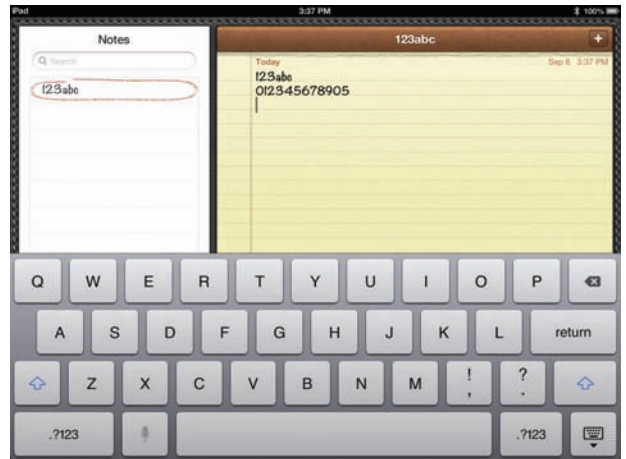 iPad 3:37 PM 100%
Notes 123abc +
Search
Today Sep 6 3:37 PM
123abc
123abc
012345678905
Q W E R T Y U I O P
A S D F G H J K L return
Z X C V B N M ! , ? .
.?123 .?123